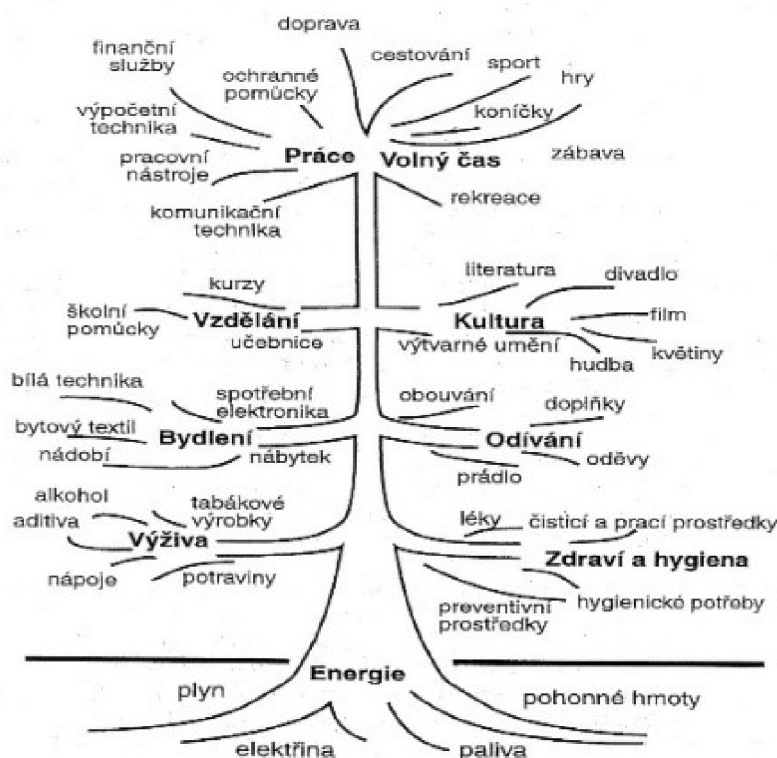 doprava
finanční
služby
cestování
sport
hry
ochranné
pomůcky
koníčky
výpočetní
technika
Práce
Volný čas
zábava
pracovní
nástroje
rekreace
komunikační
technika
kurzy
literatura
divadlo
školní
pomůcky
Vzdělání
Kultura
film
učebnice
výtvarné umění
hudba
květiny
bílá technika
spotřební
elektronika
obouvání
doplňky
bytový textil
Bydlení
Odívání
nádobí
nábytek
prádlo
oděvy
alkohol
tabákové
výrobky
léky
čisticí a prací prostředky
aditiva
Výživa
Zdraví a hygiena
nápoje
potraviny
preventivní
prostředky
hygienické potřeby
Energie
plyn
pohonné hmoty
elektřina
paliva